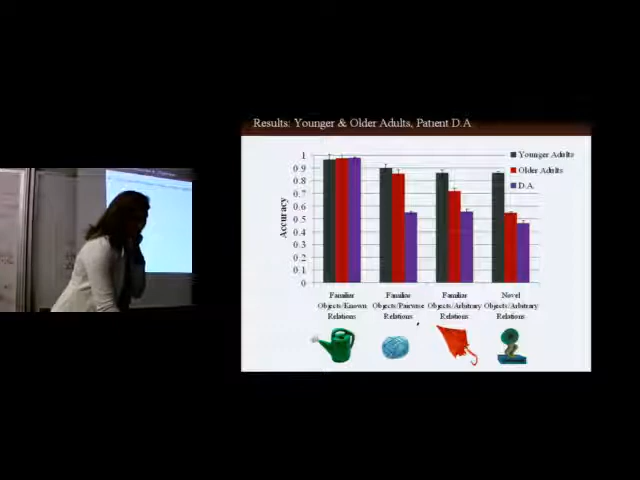 Results: Younger & Older Adults, Patient D.A
Younger Adults
Older Adults
D.A.
Accuracy
1
0.9
0.8
0.7
0.6
0.5
0.4
0.3
0.2
0.1
0
Familiar Objects/Known Relations
Familiar Objects/Pairwise Relations
Familiar Objects/Arbitrary Relations
Novel Objects/Arbitrary Relations